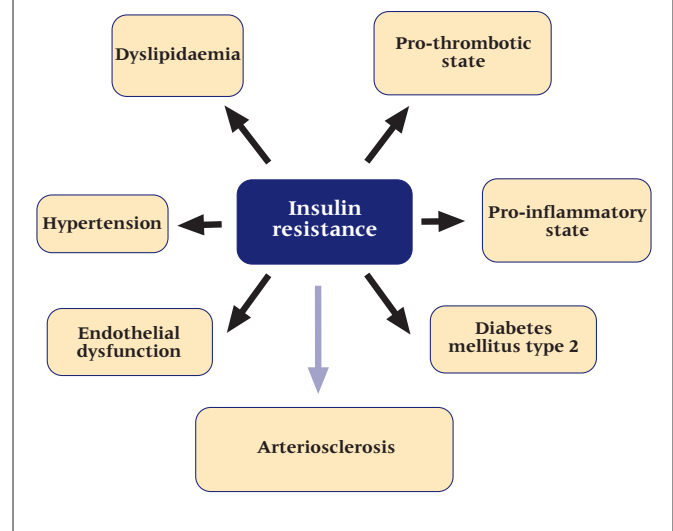 Dyslipidaemia
Pro-thrombotic
state
Insulin
resistance
Hypertension
Pro-inflammatory
state
Endothelial
dysfunction
Diabetes
mellitus type 2
Arteriosclerosis